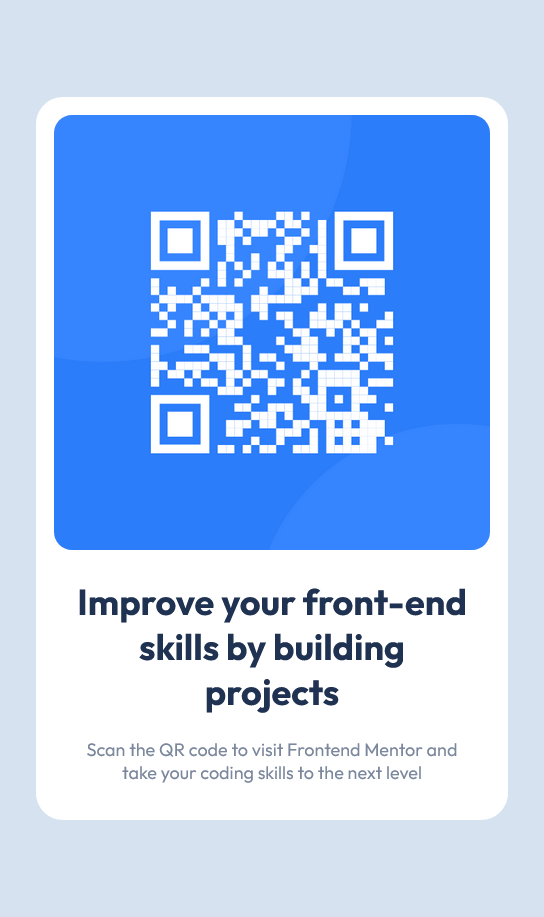 Improve your front-end
skills by building
projects
Scan the QR code to visit Frontend Mentor and
take your coding skills to the next level